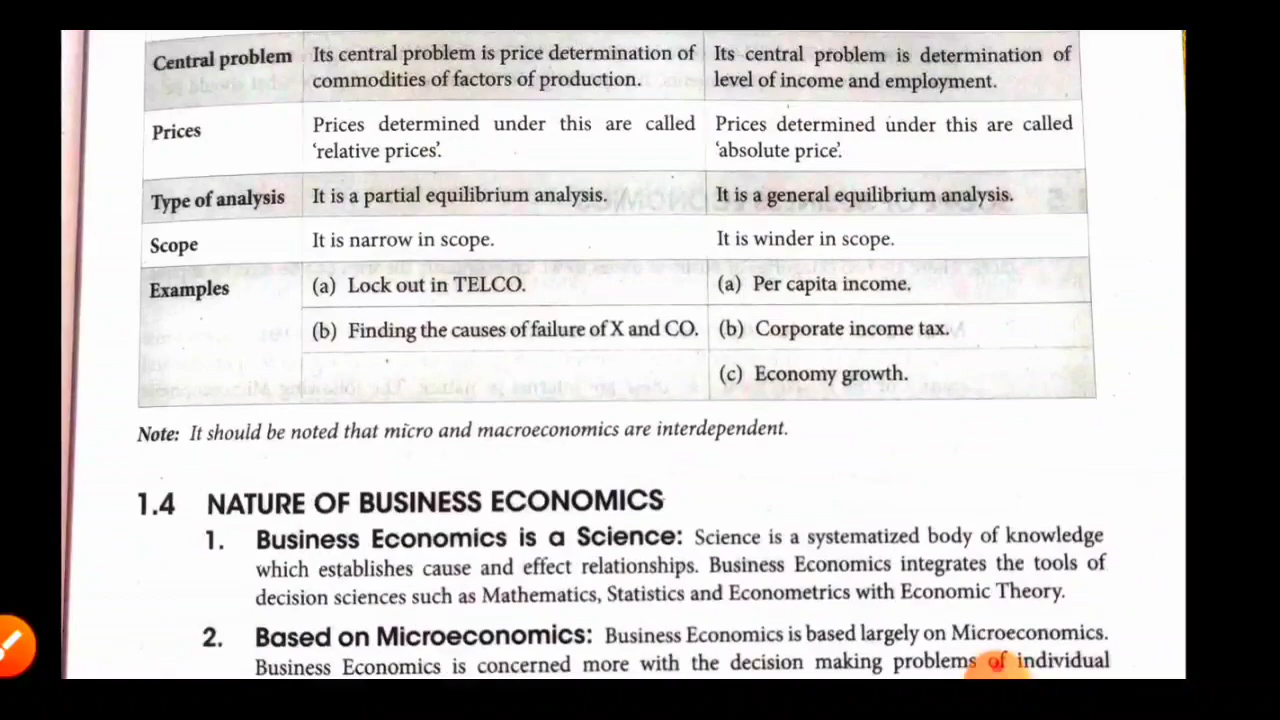 Central problem Its central problem is price determination of Its central problem is determination of
commodities of factors of production. level of income and employment.
Prices Prices determined under this are called Prices determined under this are called
‘relative prices’. ‘absolute price’.
Type of analysis It is a partial equilibrium analysis. It is a general equilibrium analysis.
Scope It is narrow in scope. It is winder in scope.
Examples (a) Lock out in TELCO. (a) Per capita income.
(b) Finding the causes of failure of X and CO. (b) Corporate income tax.
(c) Economy growth.
Note: It should be noted that micro and macroeconomics are interdependent.
1.4 NATURE OF BUSINESS ECONOMICS
1. Business Economics is a Science: Science is a systematized body of knowledge
which establishes cause and effect relationships. Business Economics integrates the tools of
decision sciences such as Mathematics, Statistics and Econometrics with Economic Theory.
2. Based on Microeconomics: Business Economics is based largely on Microeconomics.
Business Economics is concerned more with the decision making problems of individual